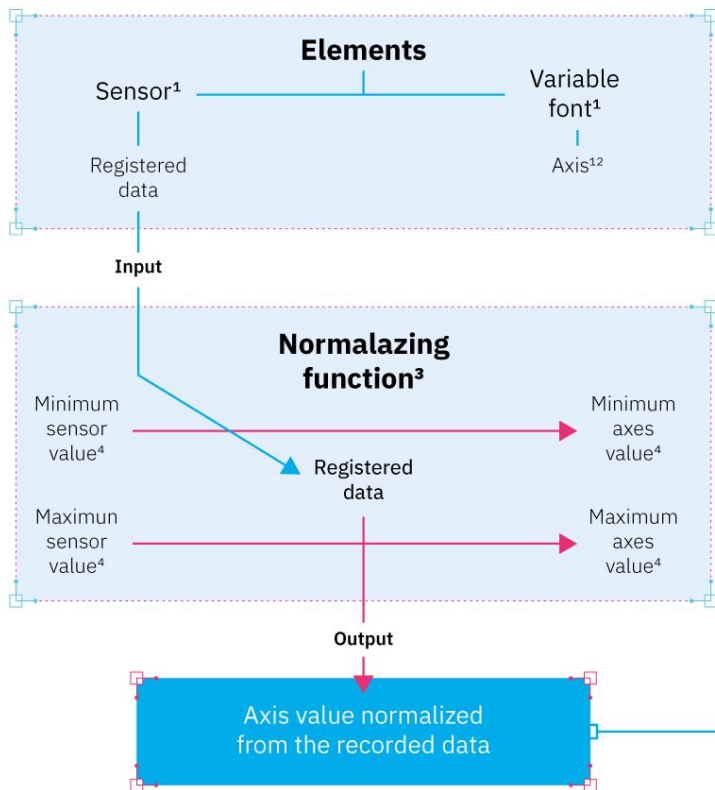 Elements
Sensor¹
Variable
font¹
Registered
data
Axis¹²
Input
Normalazing
function³
Minimum
sensor
value⁴
Minimum
axes
value⁴
Registered
data
Maximun
sensor
value⁴
Maximum
axes
value⁴
Output
Axis value normalized
from the recorded data